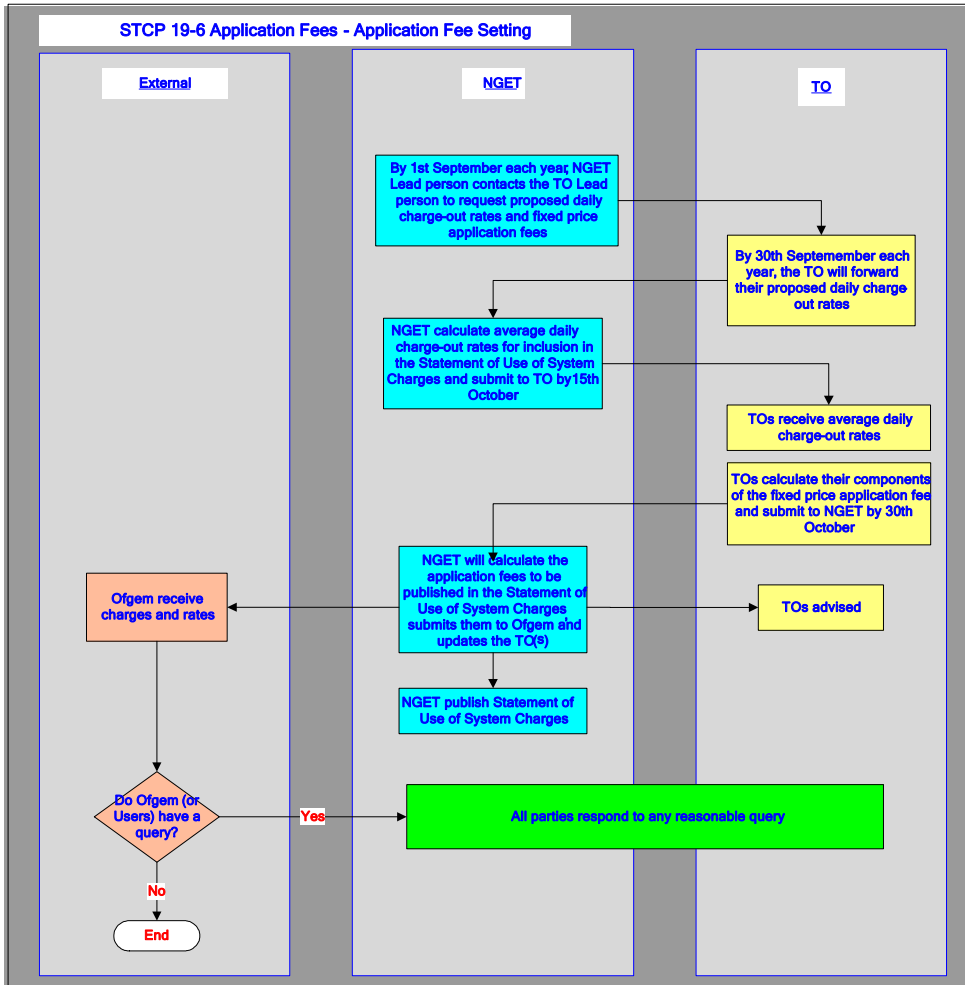 STCP 19-6 Application Fees - Application Fee Setting
External
NGET
TO
By 1st September each year, NGET
Lead person contacts the TO Lead
person to request proposed daily
charge-out rates and fixed price
application fees
By 30th Septemember each
year, the TO will forward
their proposed daily charge-
out rates
NGET calculate average daily
charge-out rates for inclusion in
the Statement of Use of System
Charges and submit to TO by15th
October
TOs receive average daily
charge-out rates
TOs calculate their components
of the fixed price application fee
and submit to NGET by 30th
October
NGET will calculate the
application fees to be
published in the Statement of
Use of System Charges
submits them to Ofgem and
updates the TO(s)
Ofgem receive
charges and rates
TOs advised
NGET publish Statement of
Use of System Charges
Do Ofgem (or
Users) have a
query?
Yes
All parties respond to any reasonable query
No
End